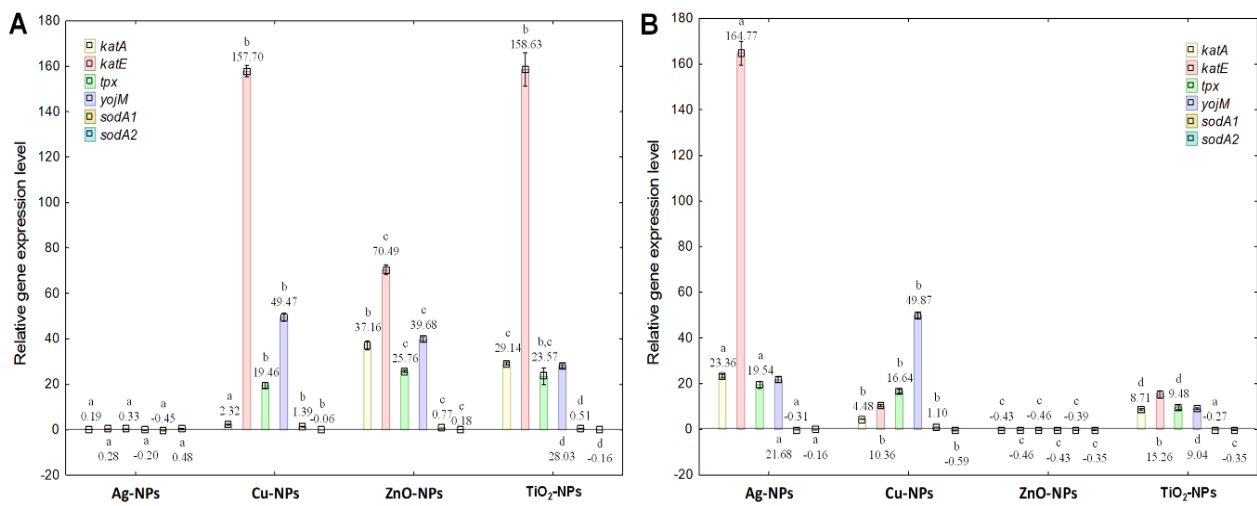 A
180
160
140
120
100
80
60
40
20
0
-20
Relative gene expression level
katA
katE
tpx
yojM
sodA1
sodA2
a
0.19
a
0.28
a
0.33
a
-0.20
a
-0.45
a
0.48
a
2.32
b
157.70
b
19.46
b
49.47
b
1.39
b
-0.06
b
37.16
c
70.49
c
25.76
c
39.68
c
0.77
c
0.18
c
29.14
b
158.63
b,c
23.57
d
28.03
d
0.51
d
-0.16
Ag-NPs
Cu-NPs
ZnO-NPs
TiO₂-NPs
B
180
160
140
120
100
80
60
40
20
0
-20
Relative gene expression level
katA
katE
tpx
yojM
sodA1
sodA2
a
23.36
a
164.77
a
19.54
a
21.68
a
-0.31
a
-0.16
b
4.48
b
10.36
b
16.64
b
49.87
b
1.10
b
-0.59
c
-0.43
c
-0.46
c
-0.46
c
-0.43
c
-0.39
c
-0.35
d
8.71
b
15.26
d
9.48
d
9.04
a
-0.27
c
-0.35
Ag-NPs
Cu-NPs
ZnO-NPs
TiO₂-NPs